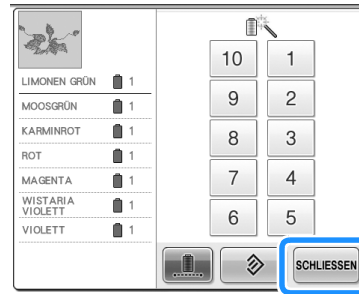 LIMONEN GRÜN 1
MOOSGRÜN 1
KARMINROT 1
ROT 1
MAGENTA 1
WISTARIA
VIOLETT 1
VIOLETT 1
10 1
9 2
8 3
7 4
6 5
SCHLIESSEN